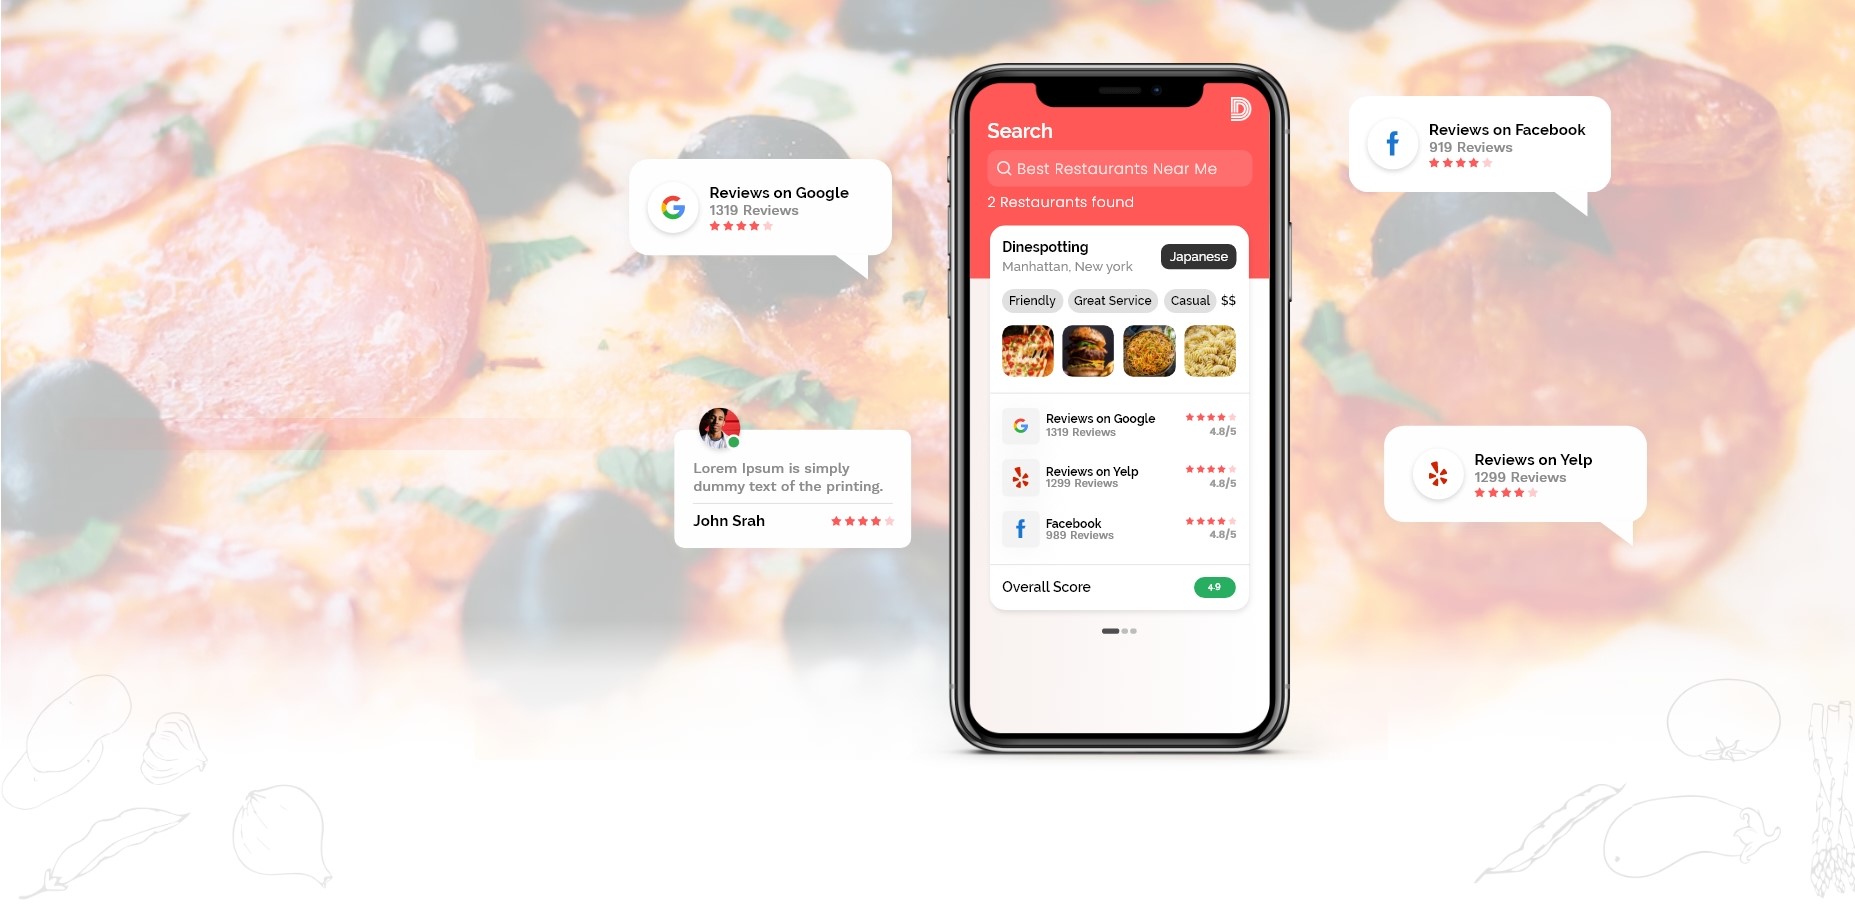 Reviews on Google
1319 Reviews
Lorem Ipsum is simply
dummy text of the printing.
John Srah
Search
Best Restaurants Near Me
2 Restaurants found
Dinespotting
Manhattan, New york
Japanese
Friendly
Great Service
Casual
$$
Reviews on Google
1319 Reviews
4.8/5
Reviews on Yelp
1299 Reviews
4.8/5
Facebook
989 Reviews
4.8/5
Overall Score
4.9
Reviews on Facebook
919 Reviews
Reviews on Yelp
1299 Reviews